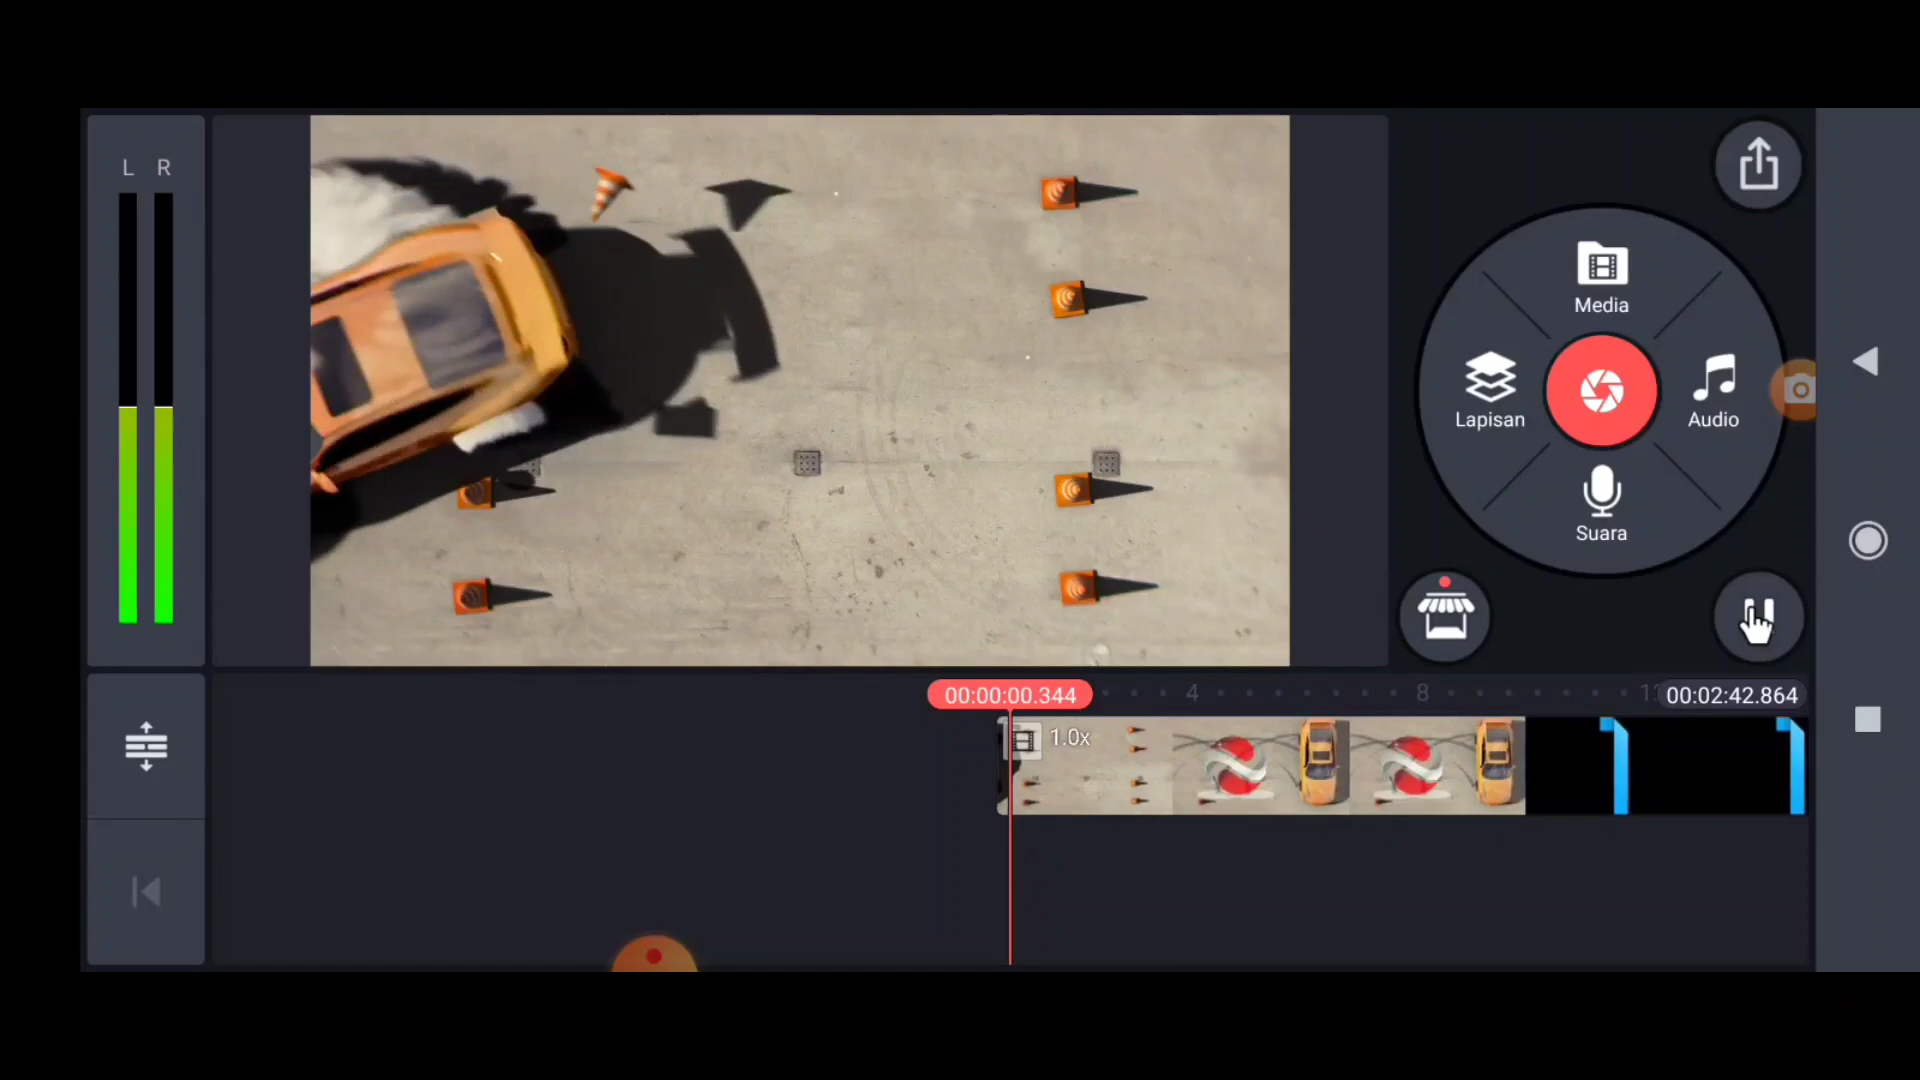 L R
Media
Lapisan
Audio
Suara
00:00:00.344
4
8
00:02:42.864
1.0x